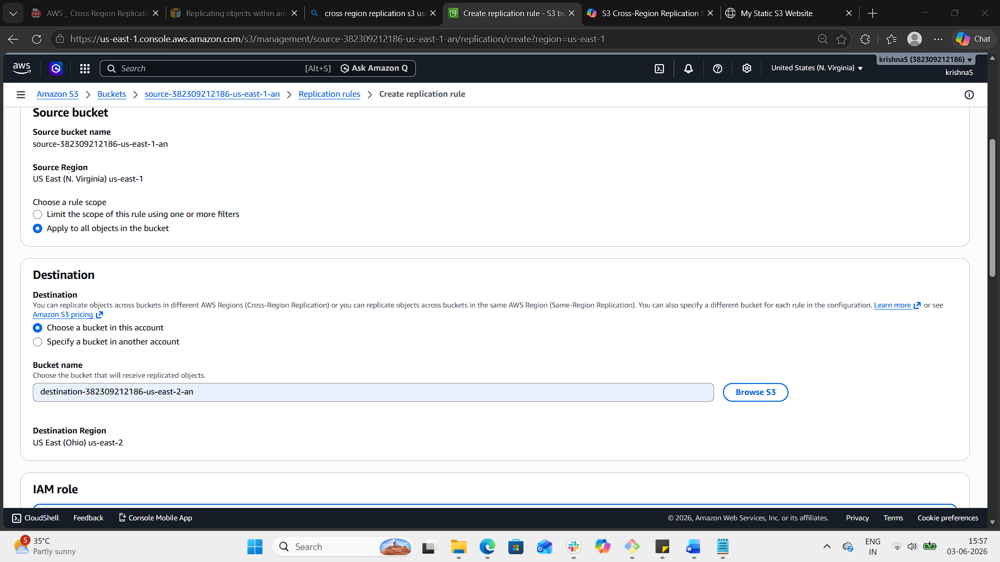 AWS _ Cross Region Replicati
Replicating objects within and
cross region replication s3 usi
Create replication rule - S3 bu
S3 Cross-Region Replication S
My Static S3 Website
https://us-east-1.console.aws.amazon.com/s3/management/source-382309212186-us-east-1-an/replication/create?region=us-east-1
Chat
aws
Search
[Alt+S]
Ask Amazon Q
United States (N. Virginia)
krishnaS (382309212186)
krishnaS
Amazon S3
Buckets
source-382309212186-us-east-1-an
Replication rules
Create replication rule
Source bucket
Source bucket name
source-382309212186-us-east-1-an
Source Region
US East (N. Virginia) us-east-1
Choose a rule scope
Limit the scope of this rule using one or more filters
Apply to all objects in the bucket
Destination
Destination
You can replicate objects across buckets in different AWS Regions (Cross-Region Replication) or you can replicate objects across buckets in the same AWS Region (Same-Region Replication). You can also specify a different bucket for each rule in the configuration. Learn more or see
Amazon S3 pricing
Choose a bucket in this account
Specify a bucket in another account
Bucket name
Choose the bucket that will receive replicated objects.
destination-382309212186-us-east-2-an
Browse S3
Destination Region
US East (Ohio) us-east-2
IAM role
CloudShell
Feedback
Console Mobile App
© 2026, Amazon Web Services, Inc. or its affiliates.
Privacy
Terms
Cookie preferences
5
35°C
Partly sunny
Search
ENG
IN
15:57
03-06-2026